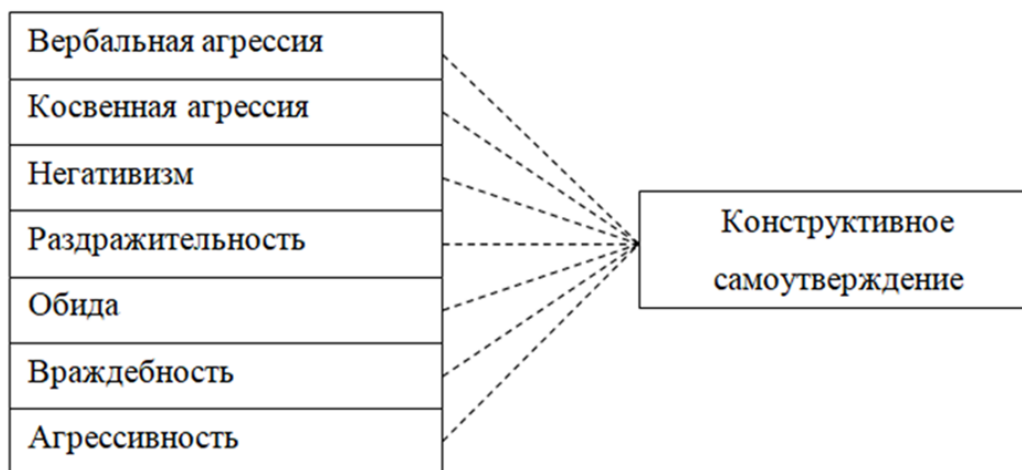 Вербальная агрессия
Косвенная агрессия
Негативизм
Раздражительность
Обида
Враждебность
Агрессивность
Конструктивное
самоутверждение